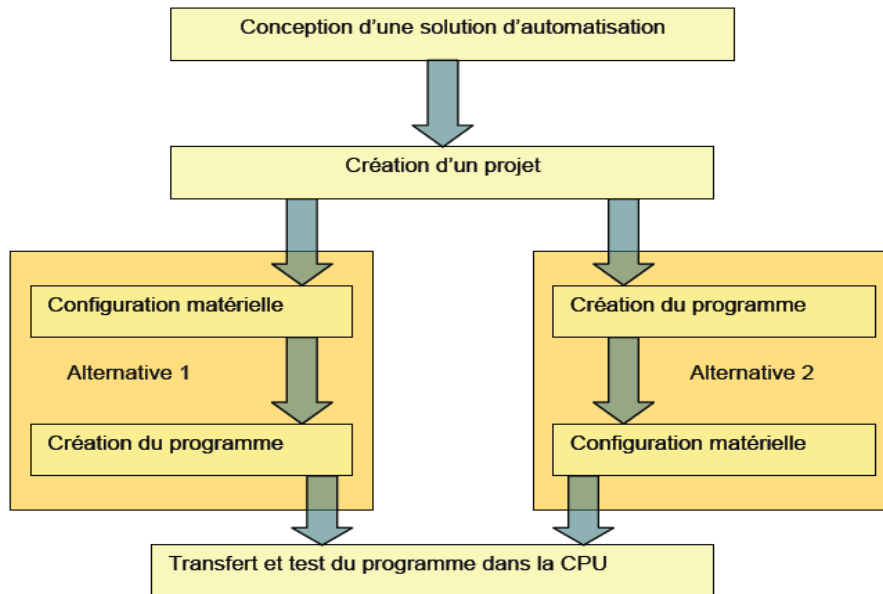 Conception d'une solution d'automatisation
Création d'un projet
Configuration matérielle
Alternative 1
Création du programme
Création du programme
Alternative 2
Configuration matérielle
Transfert et test du programme dans la CPU